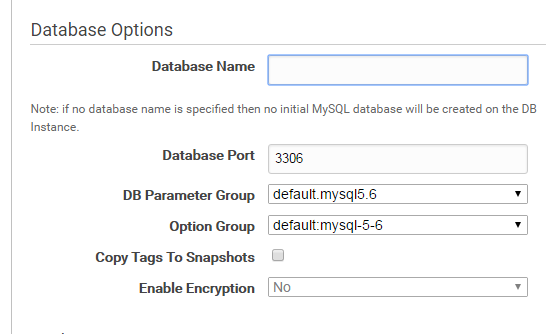 Database Options
Database Name
Note: if no database name is specified then no initial MySQL database will be created on the DB
Instance.
Database Port 3306
DB Parameter Group default.mysql5.6
Option Group default:mysql-5-6
Copy Tags To Snapshots
Enable Encryption No